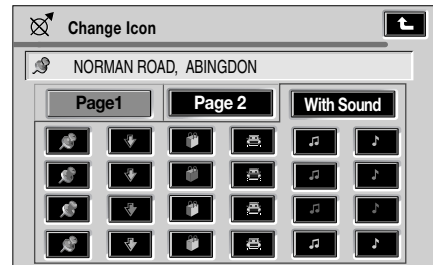 Change Icon
NORMAN ROAD, ABINGDON
Page1 Page 2 With Sound